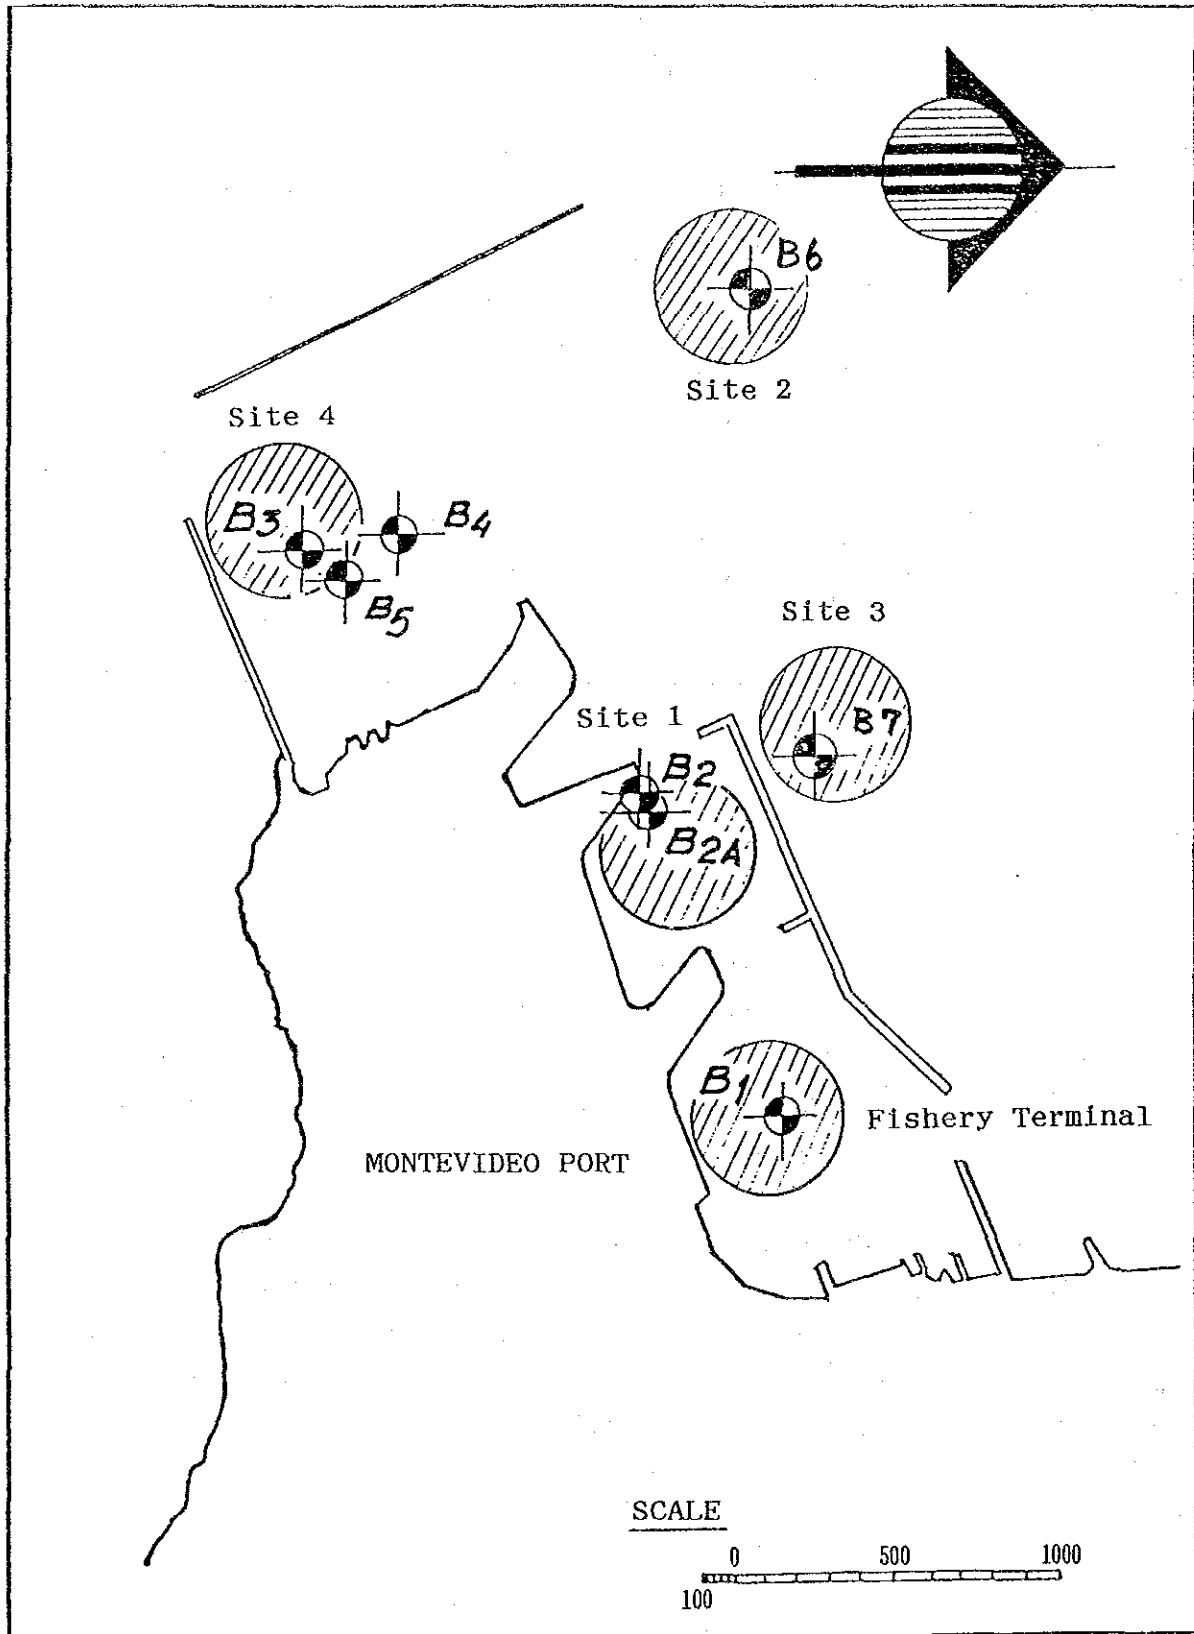 B6
Site 2
Site 4
B3
B4
B5
Site 3
Site 1
B7
B2
B2A
B1
Fishery Terminal
MONTEVIDEO PORT
SCALE
0 500 1000
100